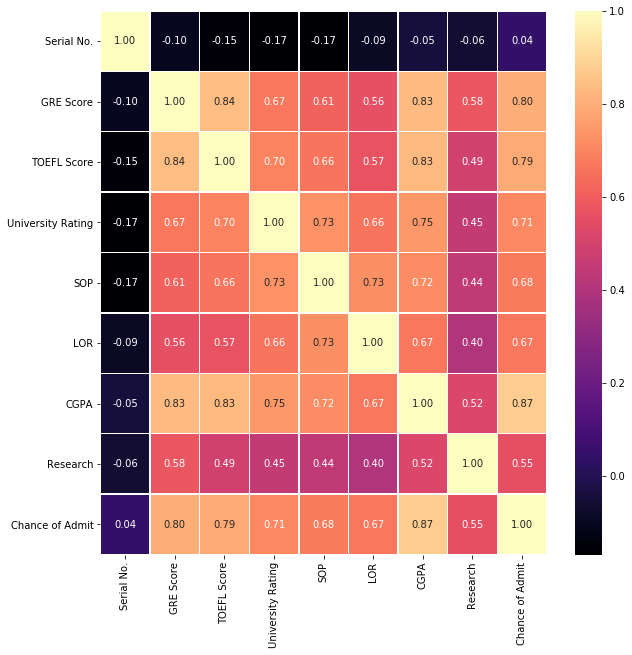 Serial No. 1.00 -0.10 -0.15 -0.17 -0.17 -0.09 -0.05 -0.06 0.04
GRE Score -0.10 1.00 0.84 0.67 0.61 0.56 0.83 0.58 0.80
TOEFL Score -0.15 0.84 1.00 0.70 0.66 0.57 0.83 0.49 0.79
University Rating -0.17 0.67 0.70 1.00 0.73 0.66 0.75 0.45 0.71
SOP -0.17 0.61 0.66 0.73 1.00 0.73 0.72 0.44 0.68
LOR -0.09 0.56 0.57 0.66 0.73 1.00 0.67 0.40 0.67
CGPA -0.05 0.83 0.83 0.75 0.72 0.67 1.00 0.52 0.87
Research -0.06 0.58 0.49 0.45 0.44 0.40 0.52 1.00 0.55
Chance of Admit 0.04 0.80 0.79 0.71 0.68 0.67 0.87 0.55 1.00
Serial No.
GRE Score
TOEFL Score
University Rating
SOP
LOR
CGPA
Research
Chance of Admit
1.0
0.8
0.6
0.4
0.2
0.0